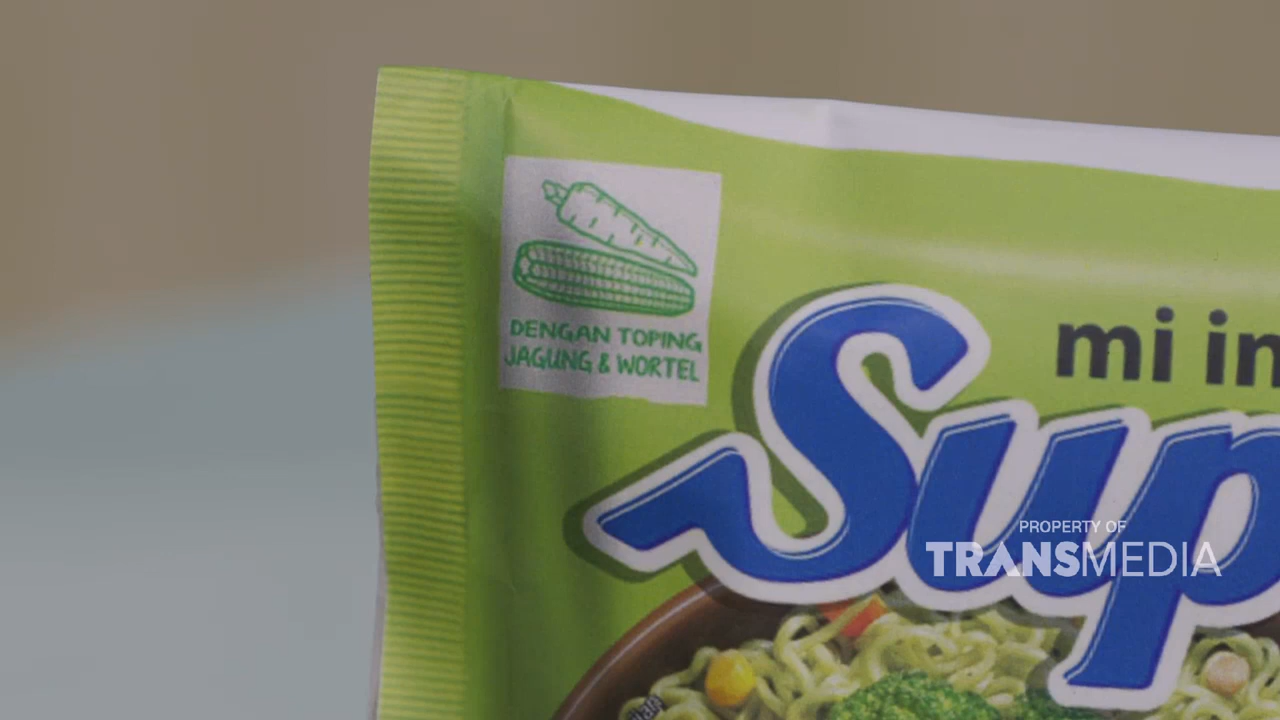 DENGAN TOPING
JAGUNG & WORTEL
mi in
Sup
PROPERTY OF
TRANSMEDIA